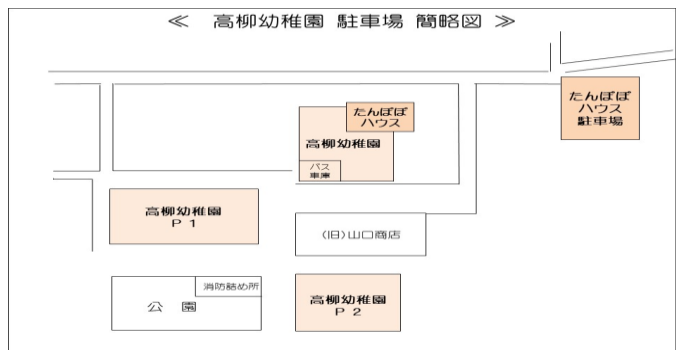 ≪ 高柳幼稚園 駐車場 簡略図 ≫
たんぽぽ
ハウス
駐車場
たんぽぽ
ハウス
高柳幼稚園
バス
車庫
高柳幼稚園
P 1
(旧)山口商店
消防詰め所
公 園
高柳幼稚園
P 2